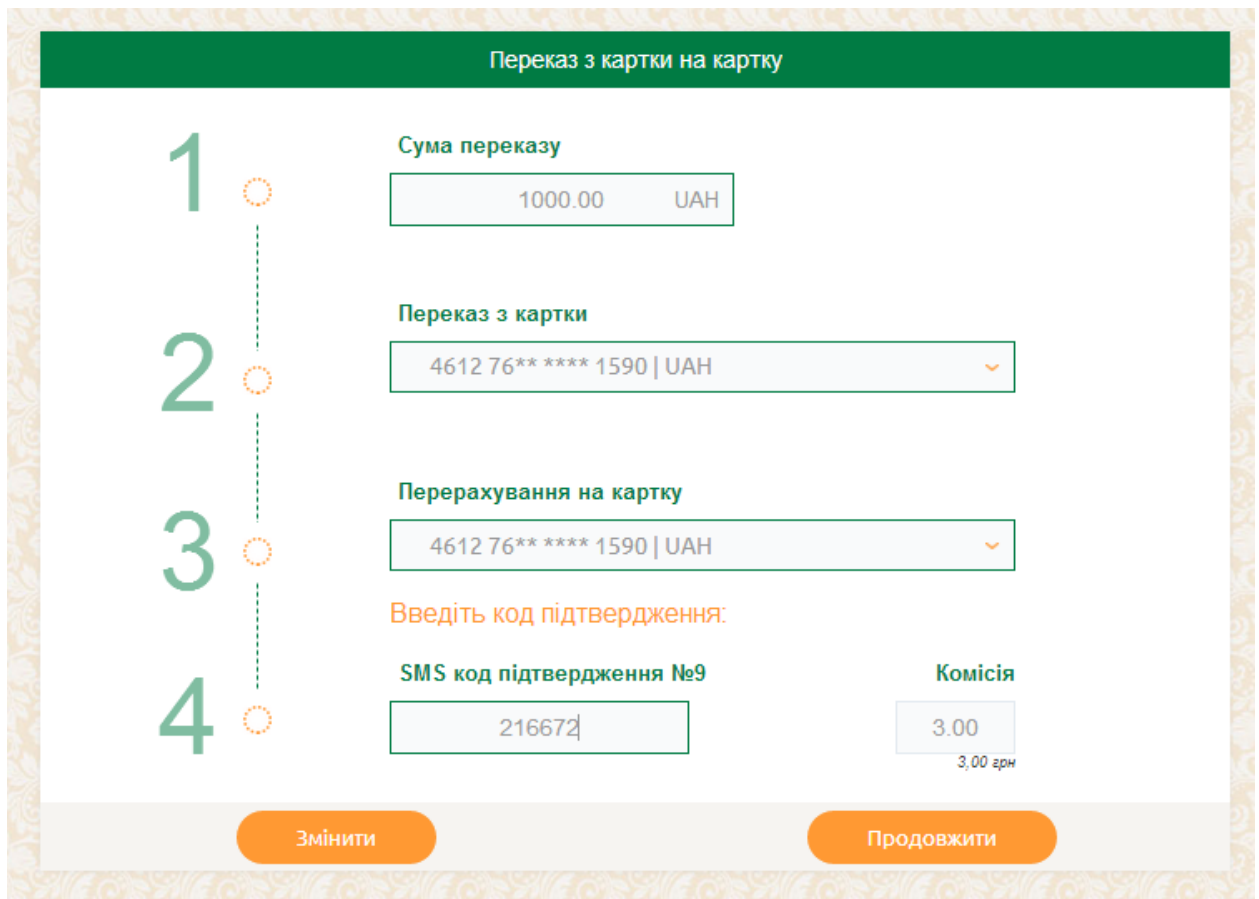 Переказ з картки на картку
1
Сума переказу
1000.00 UAH
2
Переказ з картки
4612 76** **** 1590 | UAH
3
Перерахування на картку
4612 76** **** 1590 | UAH
Введіть код підтвердження:
4
SMS код підтвердження №9 Комісія
216672 3.00
3,00 грн
Змінити Продовжити